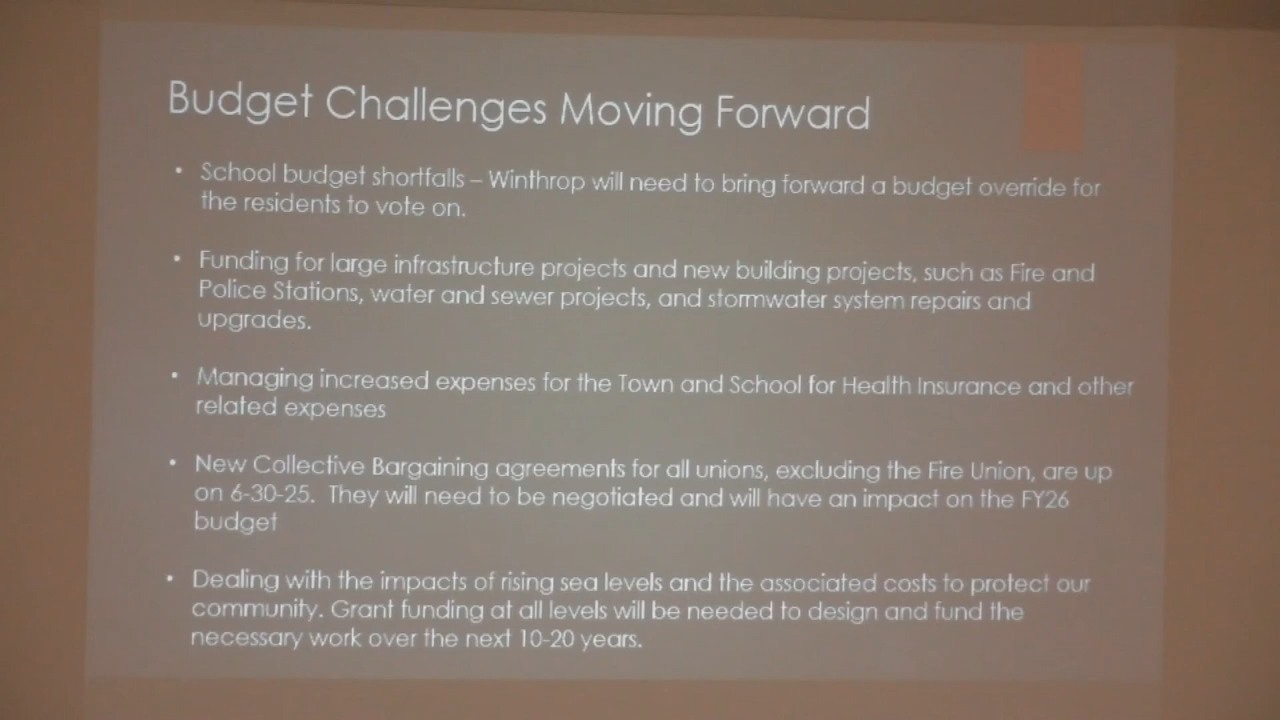 Budget Challenges Moving Forward
• School budget shortfalls – Winthrop will need to bring forward a budget override for
the residents to vote on.
• Funding for large infrastructure projects and new building projects, such as Fire and
Police Stations, water and sewer projects, and stormwater system repairs and
upgrades.
• Managing increased expenses for the Town and School for Health Insurance and other
related expenses
• New Collective Bargaining agreements for all unions, excluding the Fire Union, are up
on 6-30-25. They will need to be negotiated and will have an impact on the FY26
budget
• Dealing with the impacts of rising sea levels and the associated costs to protect our
community. Grant funding at all levels will be needed to design and fund the
necessary work over the next 10-20 years.